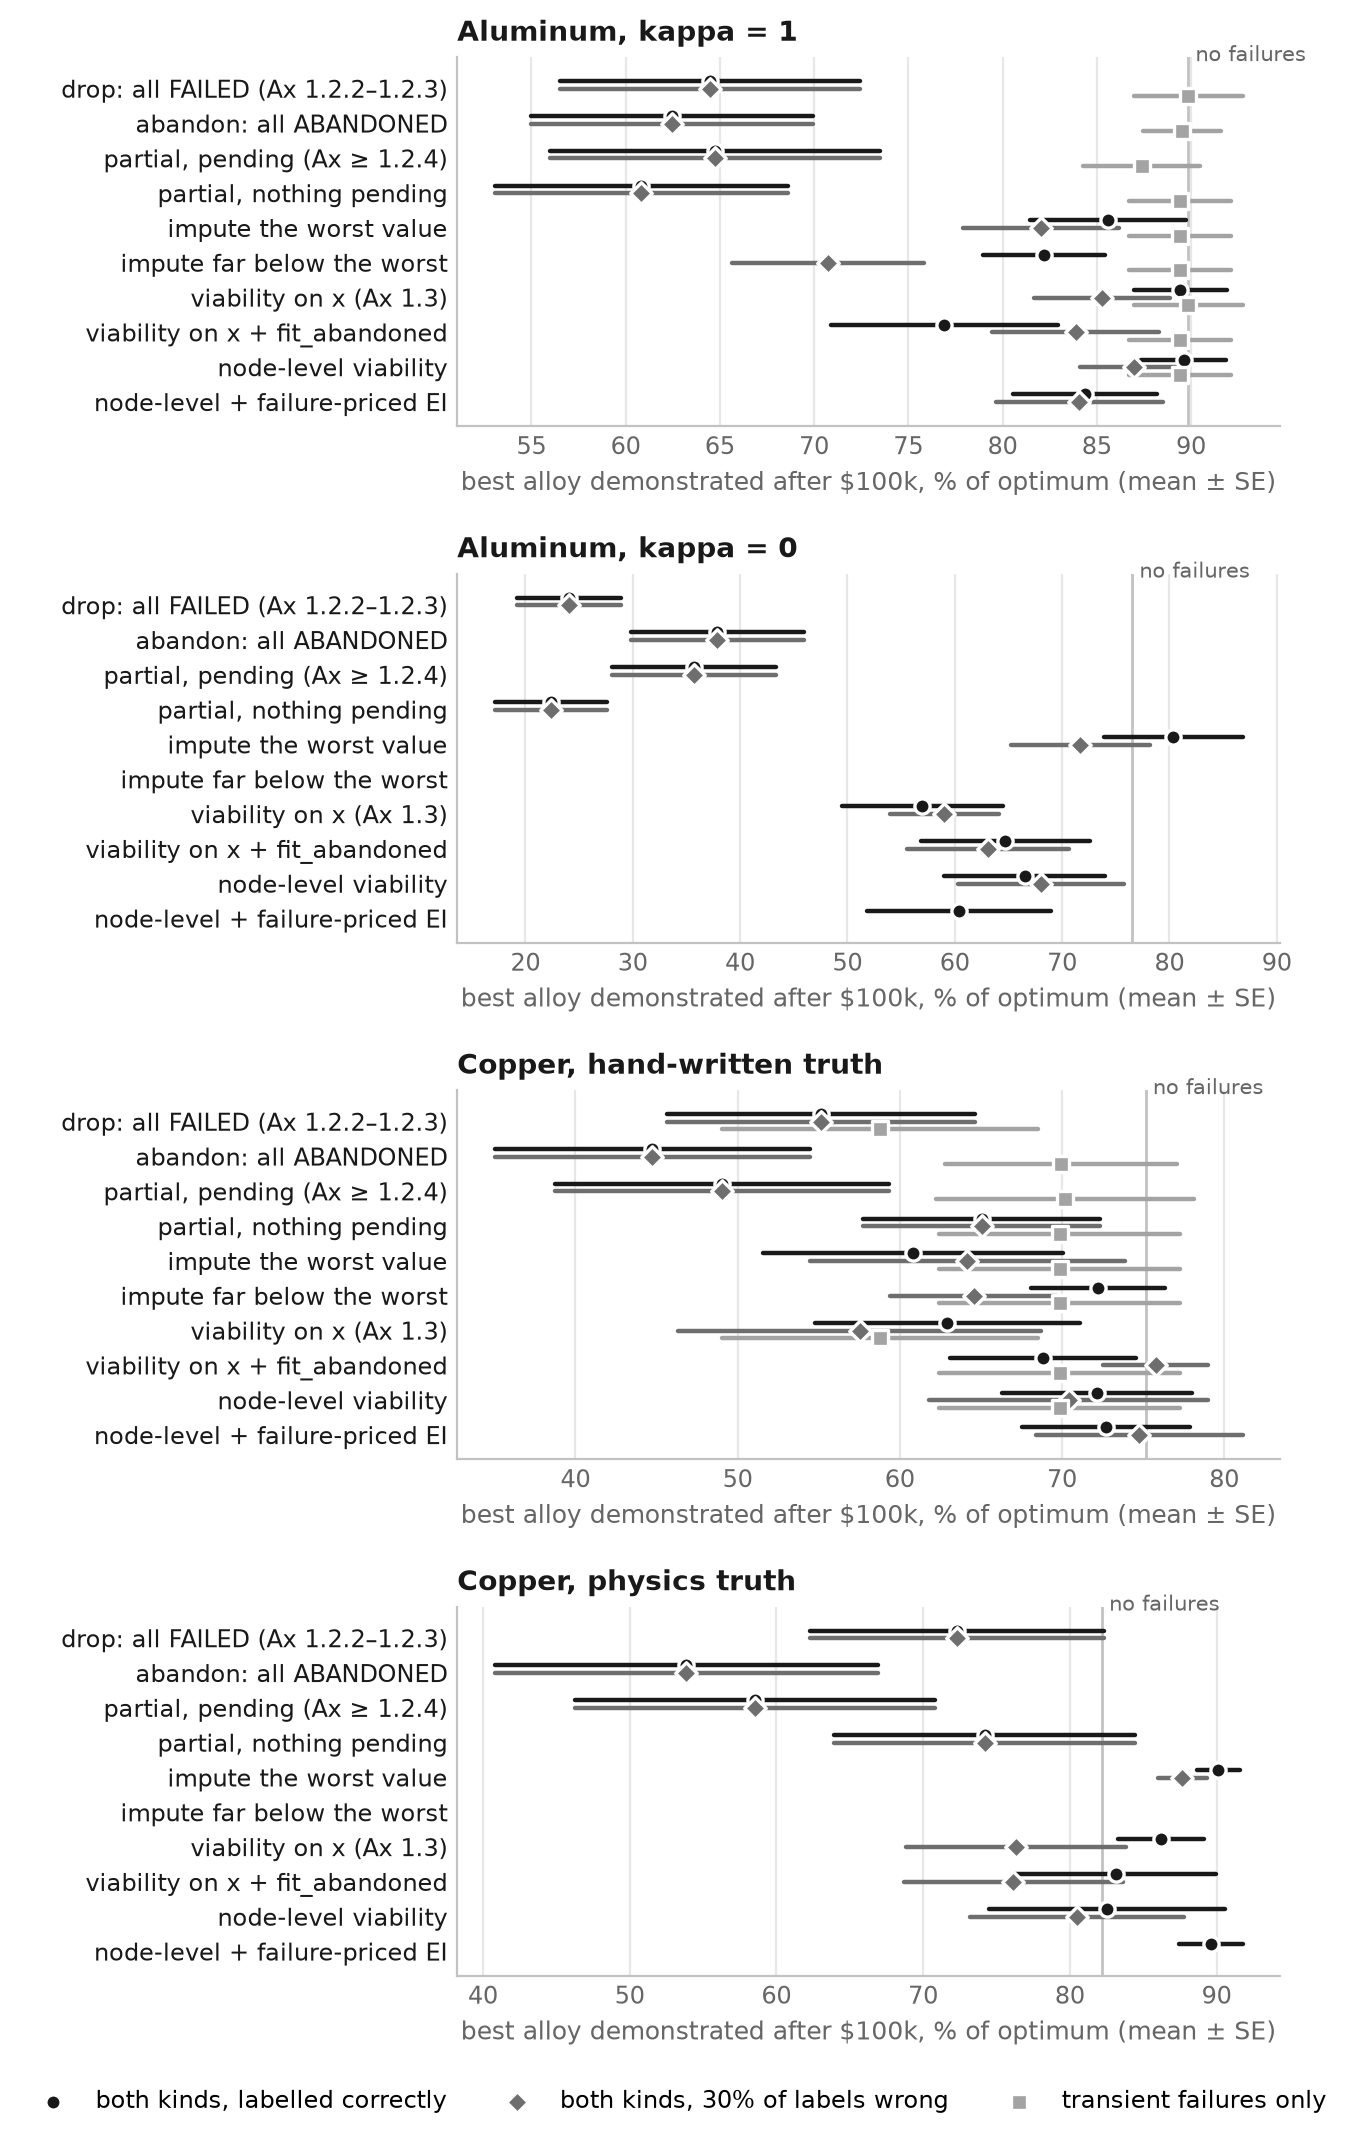 Aluminum, kappa = 1
no failures
drop: all FAILED (Ax 1.2.2–1.2.3)
abandon: all ABANDONED
partial, pending (Ax ≥ 1.2.4)
partial, nothing pending
impute the worst value
impute far below the worst
viability on x (Ax 1.3)
viability on x + fit_abandoned
node-level viability
node-level + failure-priced EI
55 60 65 70 75 80 85 90
best alloy demonstrated after $100k, % of optimum (mean ± SE)
Aluminum, kappa = 0
no failures
drop: all FAILED (Ax 1.2.2–1.2.3)
abandon: all ABANDONED
partial, pending (Ax ≥ 1.2.4)
partial, nothing pending
impute the worst value
impute far below the worst
viability on x (Ax 1.3)
viability on x + fit_abandoned
node-level viability
node-level + failure-priced EI
20 30 40 50 60 70 80 90
best alloy demonstrated after $100k, % of optimum (mean ± SE)
Copper, hand-written truth
no failures
drop: all FAILED (Ax 1.2.2–1.2.3)
abandon: all ABANDONED
partial, pending (Ax ≥ 1.2.4)
partial, nothing pending
impute the worst value
impute far below the worst
viability on x (Ax 1.3)
viability on x + fit_abandoned
node-level viability
node-level + failure-priced EI
40 50 60 70 80
best alloy demonstrated after $100k, % of optimum (mean ± SE)
Copper, physics truth
no failures
drop: all FAILED (Ax 1.2.2–1.2.3)
abandon: all ABANDONED
partial, pending (Ax ≥ 1.2.4)
partial, nothing pending
impute the worst value
impute far below the worst
viability on x (Ax 1.3)
viability on x + fit_abandoned
node-level viability
node-level + failure-priced EI
40 50 60 70 80 90
best alloy demonstrated after $100k, % of optimum (mean ± SE)
both kinds, labelled correctly both kinds, 30% of labels wrong transient failures only